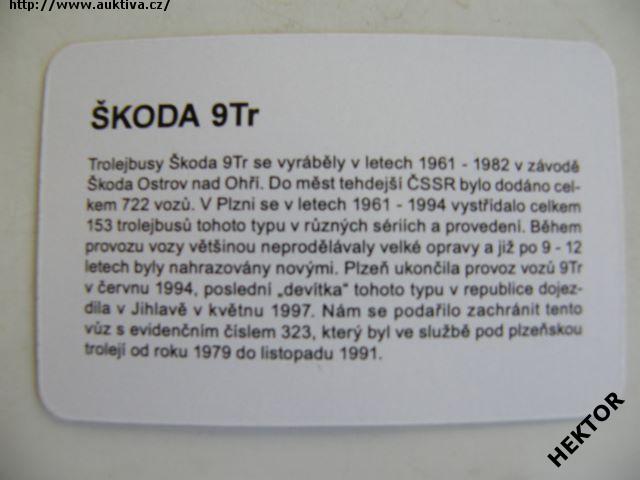 http://www.auktiva.cz/
ŠKODA 9Tr
Trolejbusy Škoda 9Tr se vyráběly v letech 1961 - 1982 v závodě
Škoda Ostrov nad Ohří. Do měst tehdejší ČSSR bylo dodáno cel-
kem 722 vozů. V Plzni se v letech 1961 - 1994 vystřídalo celkem
153 trolejbusů tohoto typu v různých sériích a provedení. Během
provozu vozy většinou neprodělávaly velké opravy a již po 9 - 12
letech byly nahrazovány novými. Plzeň ukončila provoz vozů 9Tr
v červnu 1994, poslední „devítka“ tohoto typu v republice dojez-
dila v Jihlavě v květnu 1997. Nám se podařilo zachránit tento
vůz s evidenčním číslem 323, který byl ve službě pod plzeňskou
trolejí od roku 1979 do listopadu 1991.
HEKTOR